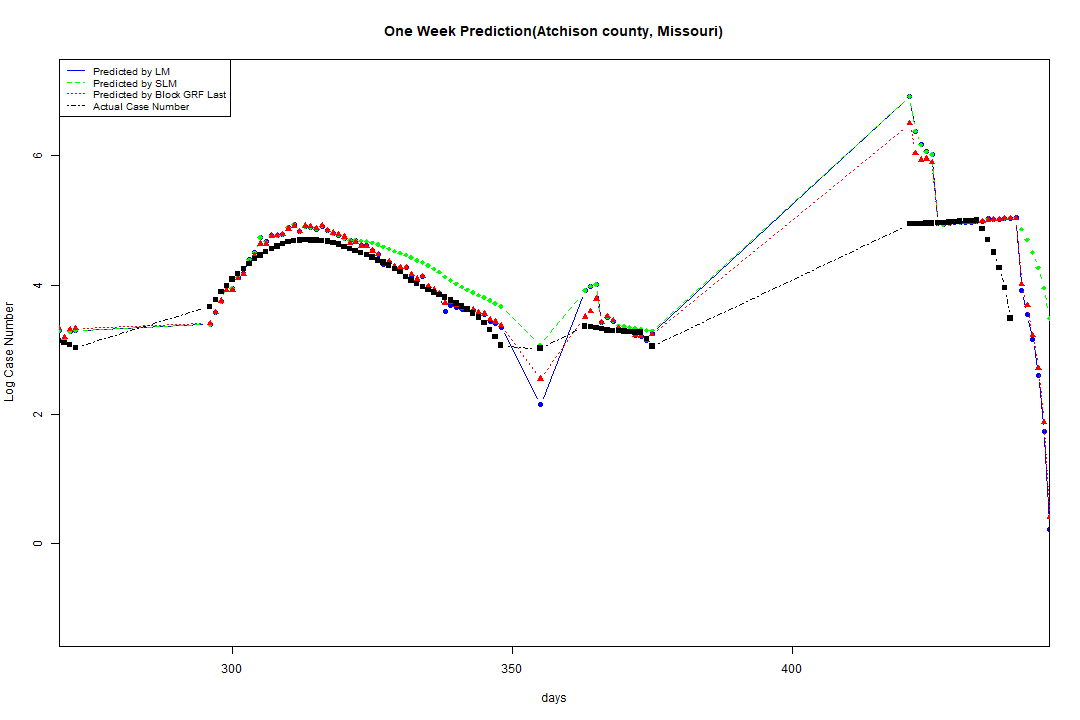 One Week Prediction(Atchison county, Missouri)
Predicted by LM
Predicted by SLM
Predicted by Block GRF Last
Actual Case Number
6
4
2
0
Log Case Number
300
350
400
days